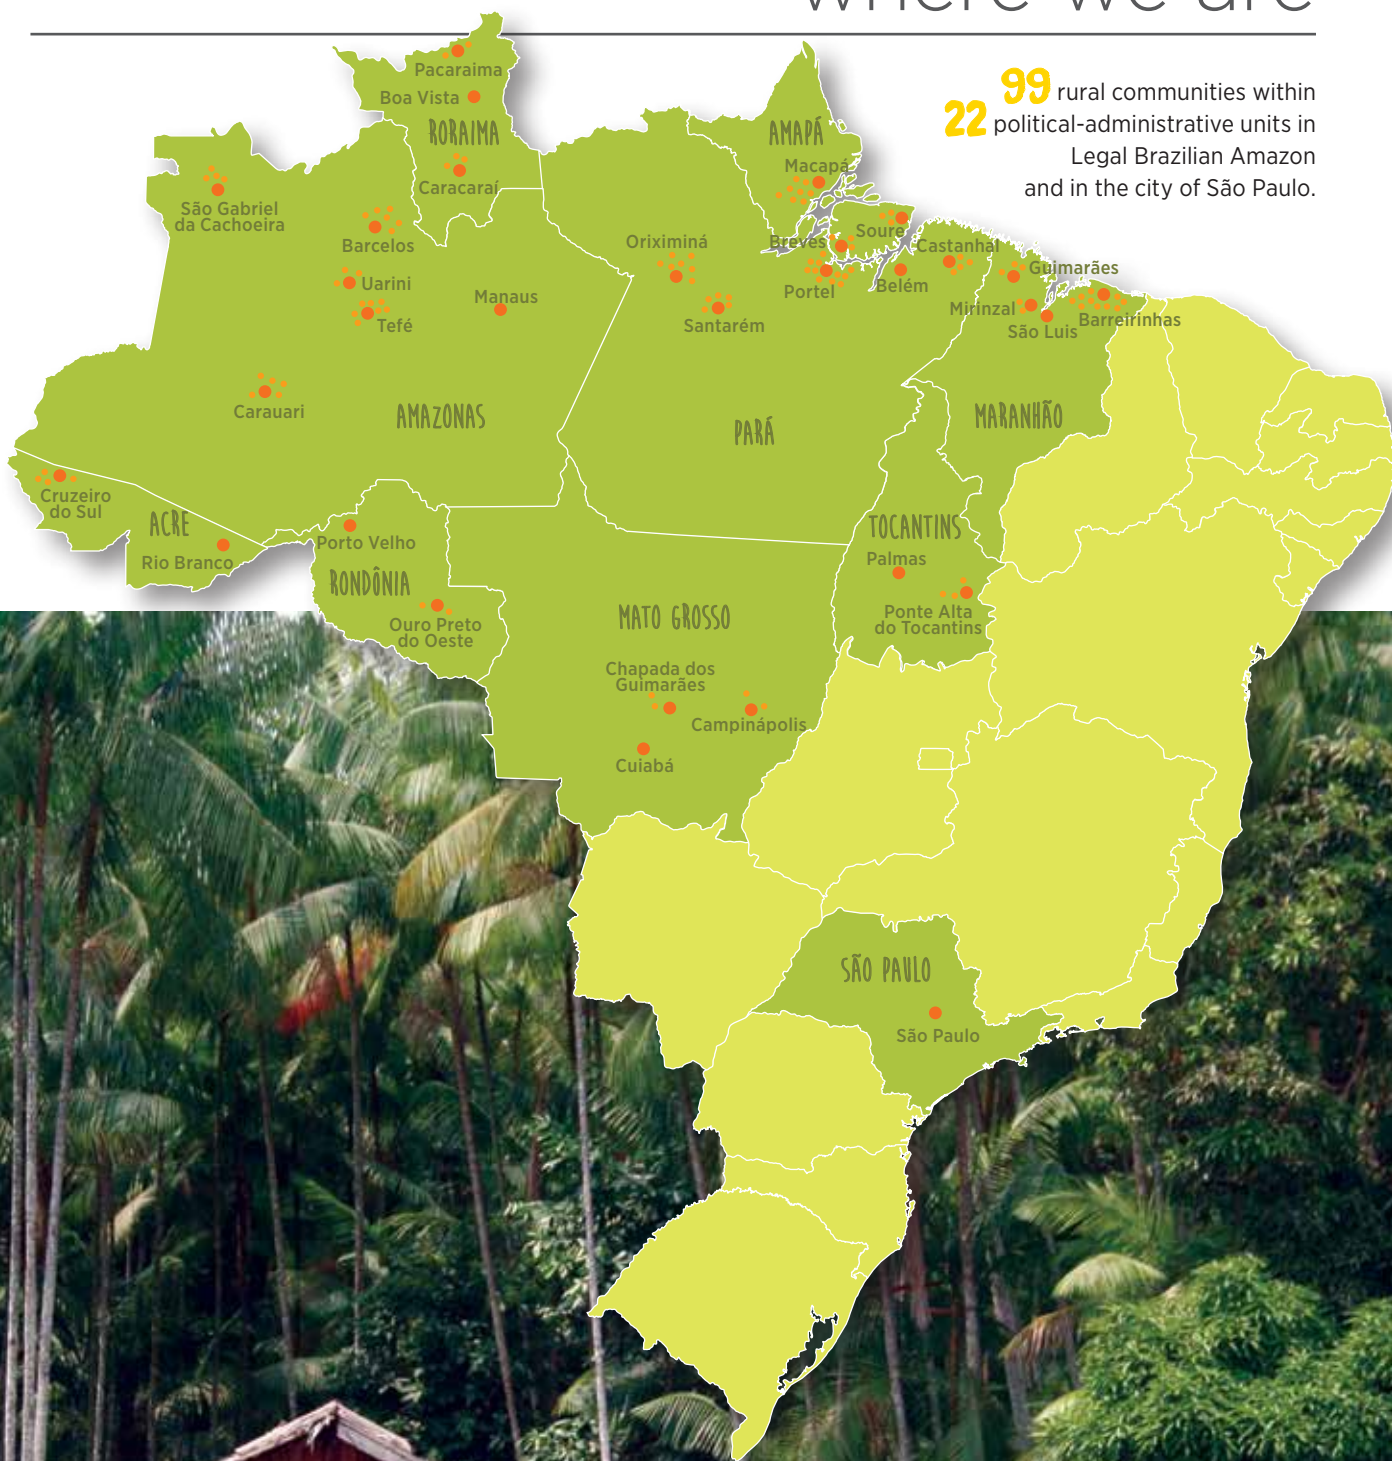 where we are
99 rural communities within
22 political-administrative units in
Legal Brazilian Amazon
and in the city of São Paulo.
Pacaraima
Boa Vista
RORAIMA
Caracaraí
AMAPÁ
Macapá
São Gabriel
da Cachoeira
Barcelos
Uarini
Tefé
Manaus
Carauari
AMAZONAS
Oriximiná
Santarém
Breves
Soure
Portel
Belém
Castanhal
PARÁ
Guimarães
Mirinzal
São Luis
Barreirinhas
MARANHÃO
Cruzeiro
do Sul
ACRE
Rio Branco
Porto Velho
RONDÔNIA
Ouro Preto
do Oeste
TOCANTINS
Palmas
Ponte Alta
do Tocantins
MATO GROSSO
Chapada dos
Guimarães
Campinápolis
Cuiabá
SÃO PAULO
São Paulo